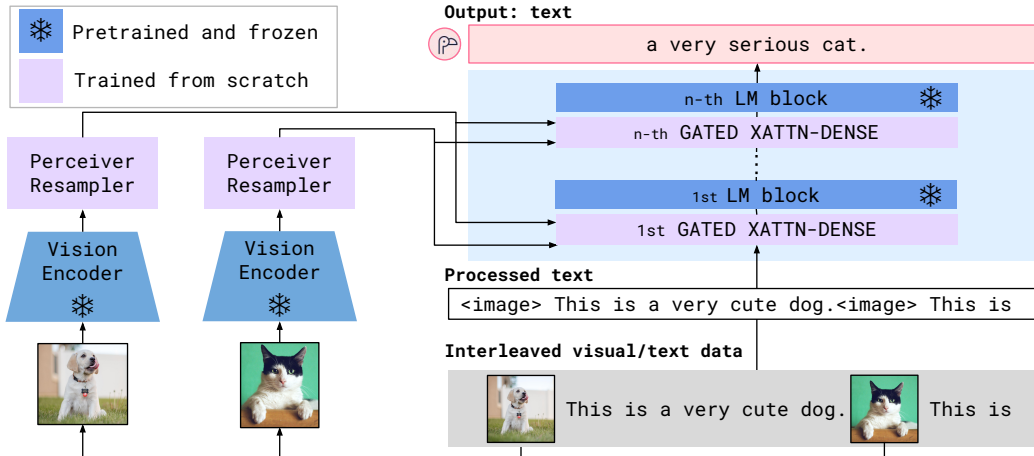 Pretrained and frozen
Trained from scratch
Perceiver
Resampler
Perceiver
Resampler
Vision
Encoder
Vision
Encoder
Output: text
a very serious cat.
n-th LM block
n-th GATED XATTN-DENSE
1st LM block
1st GATED XATTN-DENSE
Processed text
<image> This is a very cute dog.<image> This is
Interleaved visual/text data
This is a very cute dog.
This is